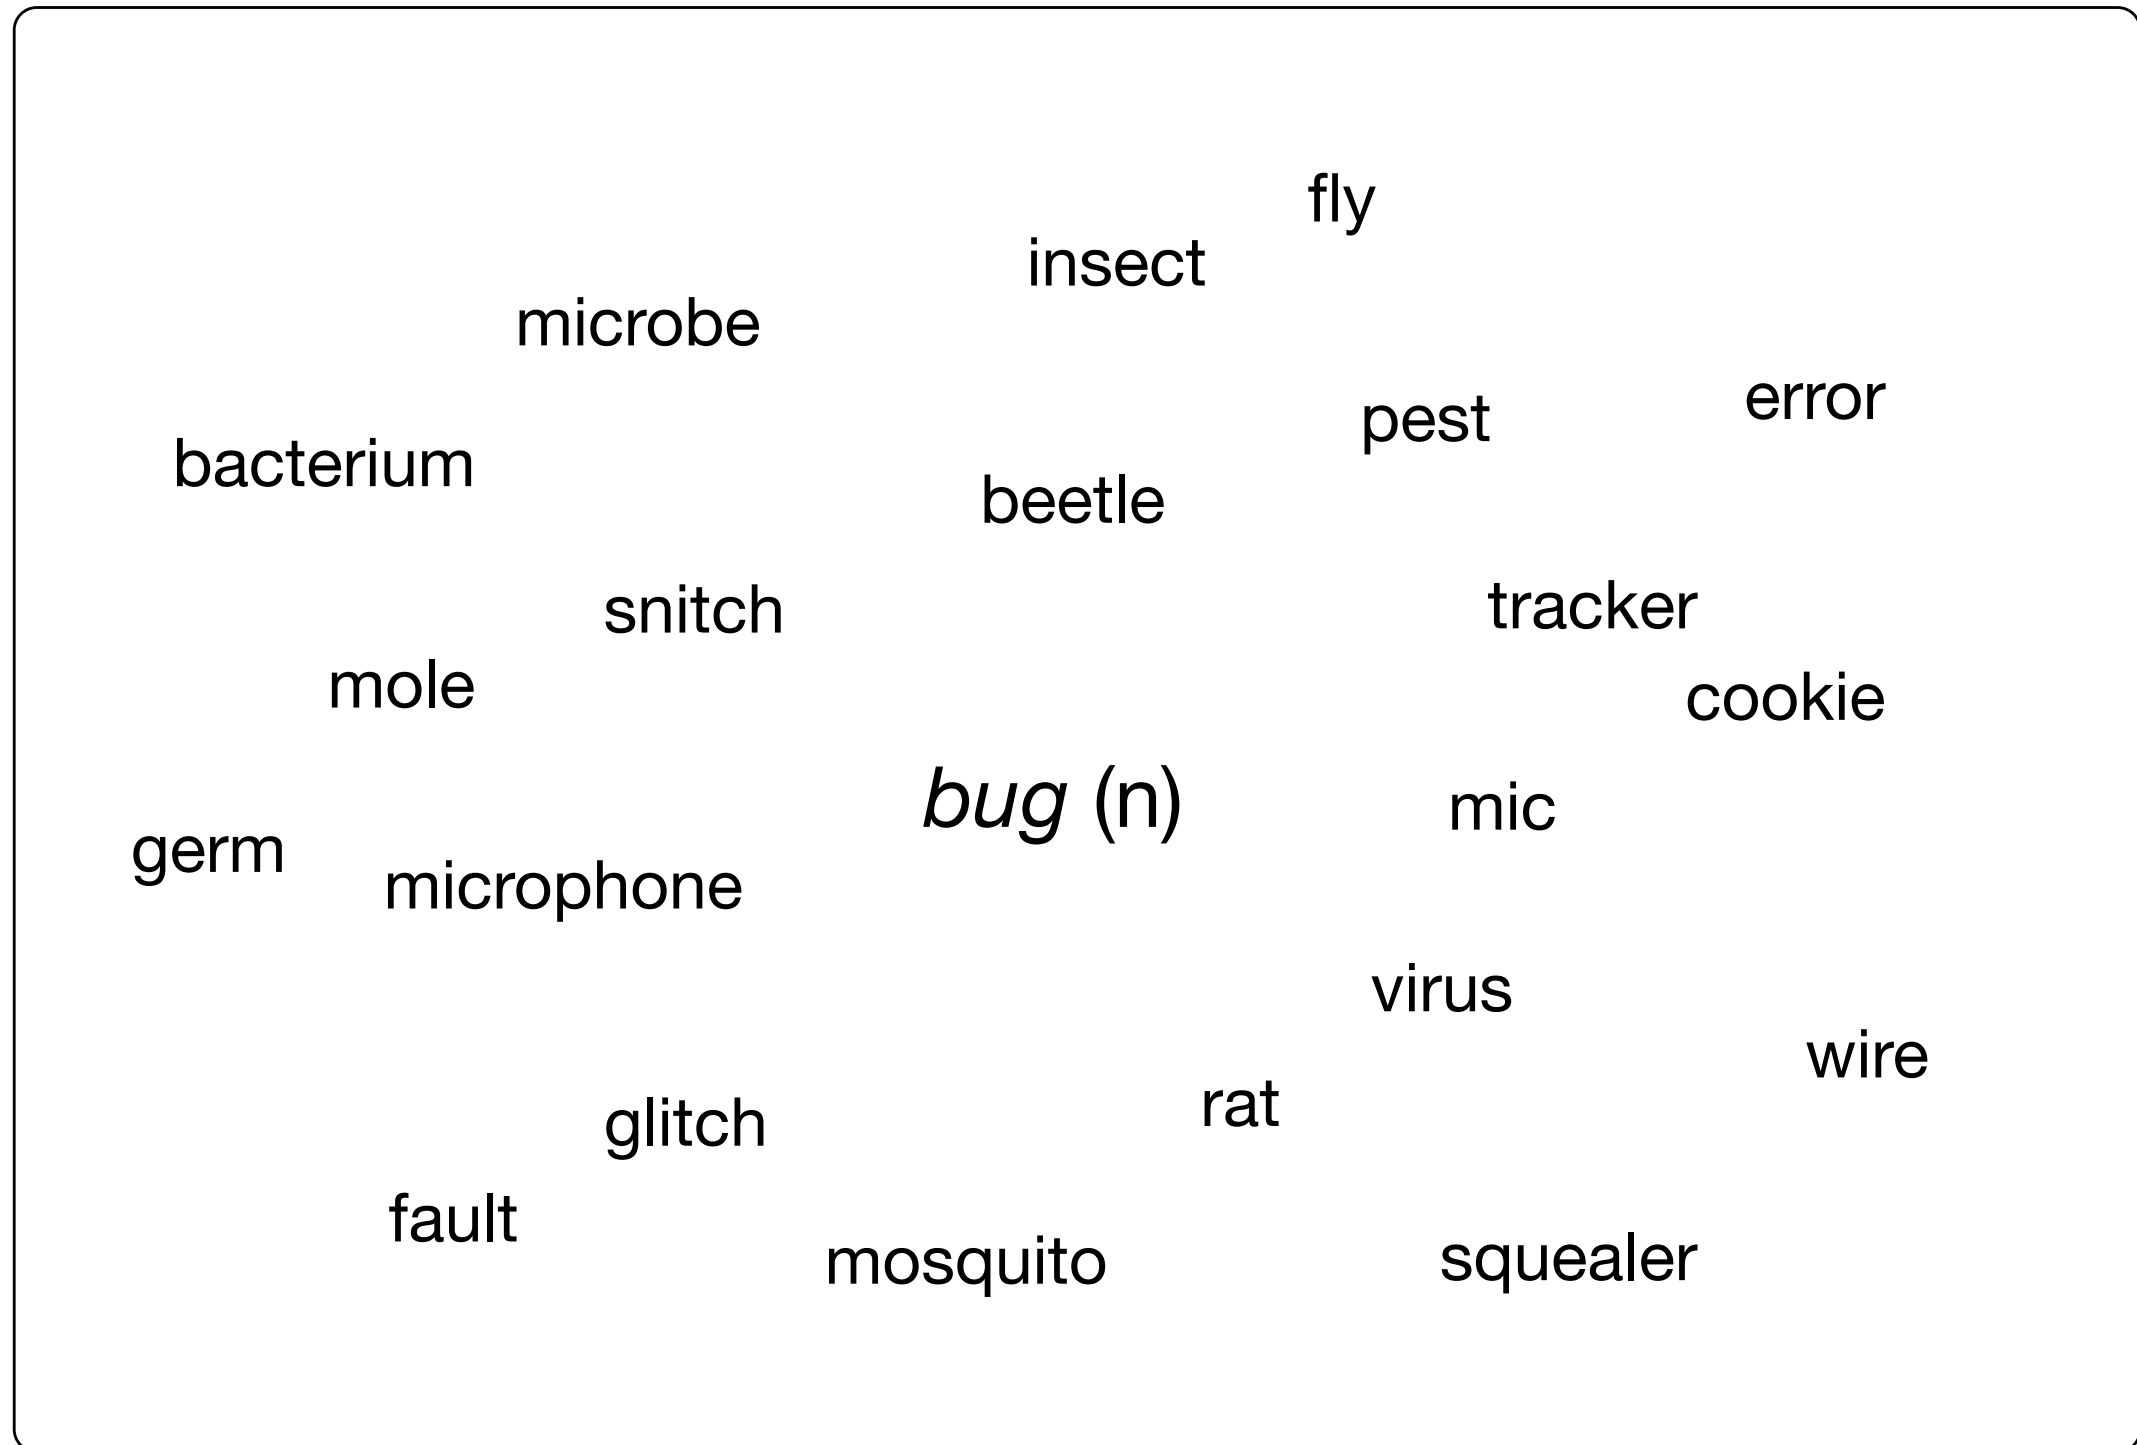 fly
insect
microbe
error
pest
bacterium
beetle
snitch
tracker
mole
cookie
bug (n)
mic
germ
microphone
virus
wire
rat
glitch
fault
mosquito
squealer